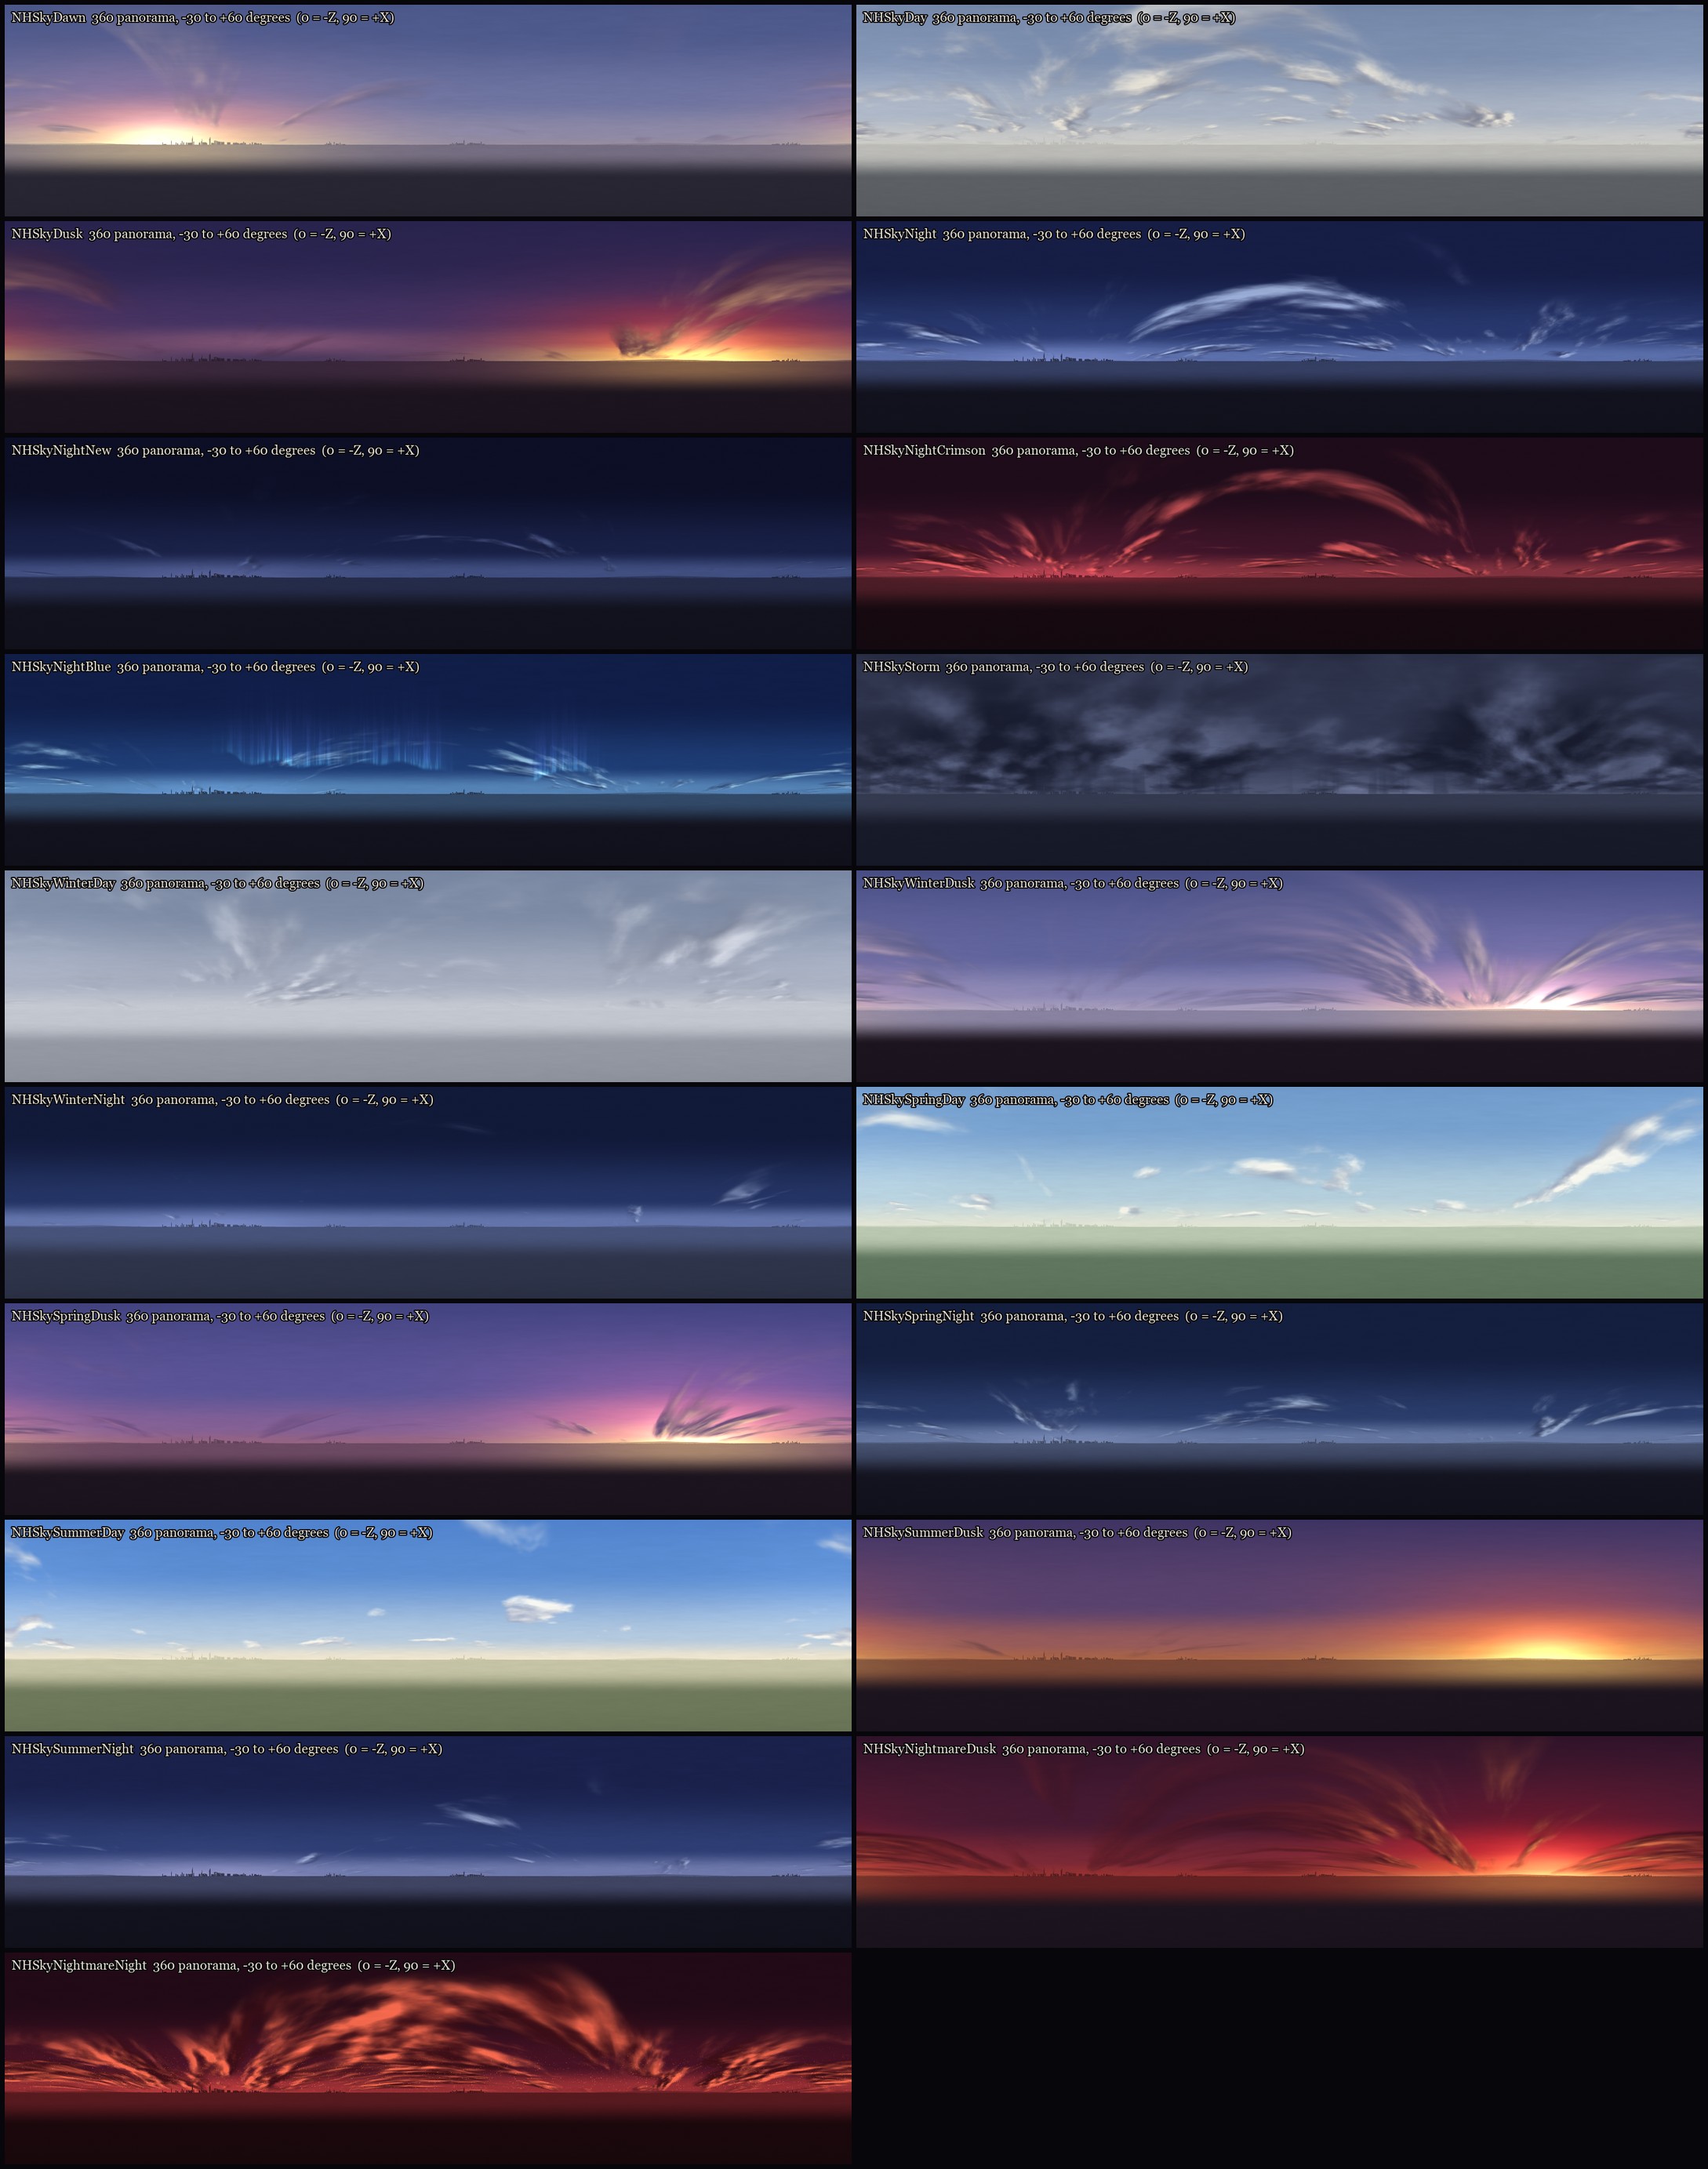 NHSkyDawn 360 panorama, -30 to +60 degrees (0 = -Z, 90 = +X)
NHSkyDay 360 panorama, -30 to +60 degrees (0 = -Z, 90 = +X)
NHSkyDusk 360 panorama, -30 to +60 degrees (0 = -Z, 90 = +X)
NHSkyNight 360 panorama, -30 to +60 degrees (0 = -Z, 90 = +X)
NHSkyNightNew 360 panorama, -30 to +60 degrees (0 = -Z, 90 = +X)
NHSkyNightCrimson 360 panorama, -30 to +60 degrees (0 = -Z, 90 = +X)
NHSkyNightBlue 360 panorama, -30 to +60 degrees (0 = -Z, 90 = +X)
NHSkyStorm 360 panorama, -30 to +60 degrees (0 = -Z, 90 = +X)
NHSkyWinterDay 360 panorama, -30 to +60 degrees (0 = -Z, 90 = +X)
NHSkyWinterDusk 360 panorama, -30 to +60 degrees (0 = -Z, 90 = +X)
NHSkyWinterNight 360 panorama, -30 to +60 degrees (0 = -Z, 90 = +X)
NHSkySpringDay 360 panorama, -30 to +60 degrees (0 = -Z, 90 = +X)
NHSkySpringDusk 360 panorama, -30 to +60 degrees (0 = -Z, 90 = +X)
NHSkySpringNight 360 panorama, -30 to +60 degrees (0 = -Z, 90 = +X)
NHSkySummerDay 360 panorama, -30 to +60 degrees (0 = -Z, 90 = +X)
NHSkySummerDusk 360 panorama, -30 to +60 degrees (0 = -Z, 90 = +X)
NHSkySummerNight 360 panorama, -30 to +60 degrees (0 = -Z, 90 = +X)
NHSkyNightmareDusk 360 panorama, -30 to +60 degrees (0 = -Z, 90 = +X)
NHSkyNightmareNight 360 panorama, -30 to +60 degrees (0 = -Z, 90 = +X)